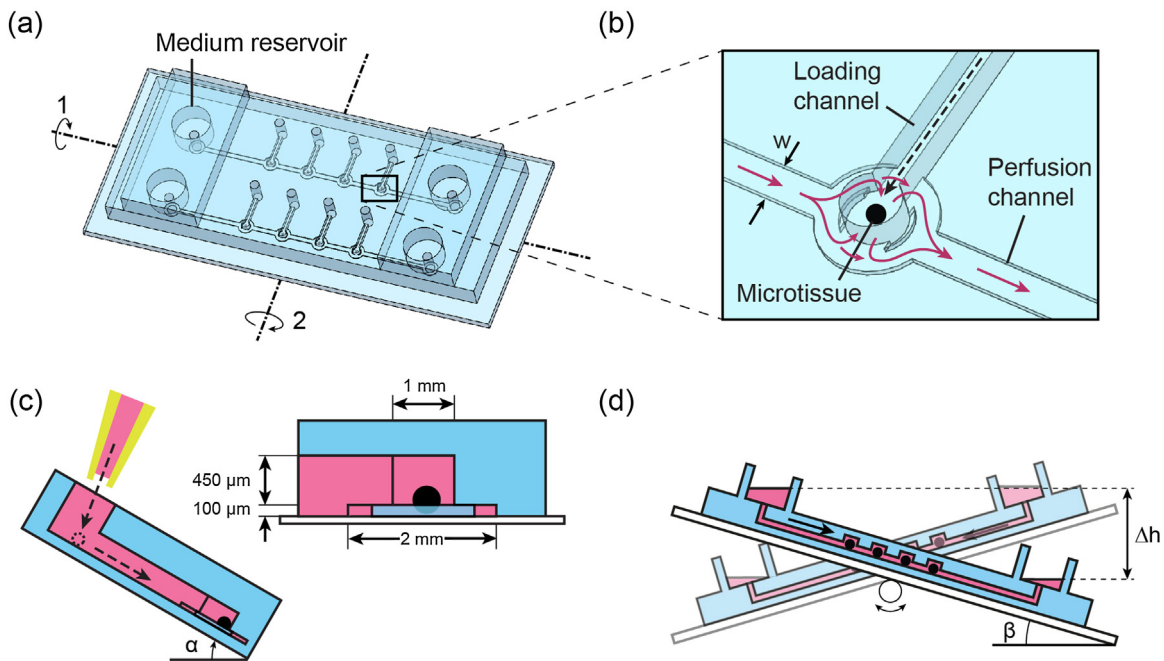 (a)
Medium reservoir
1
2
(b)
Loading
channel
w
Perfusion
channel
Microtissue
(c)
1 mm
450 µm
100 µm
2 mm
α
(d)
Δh
β